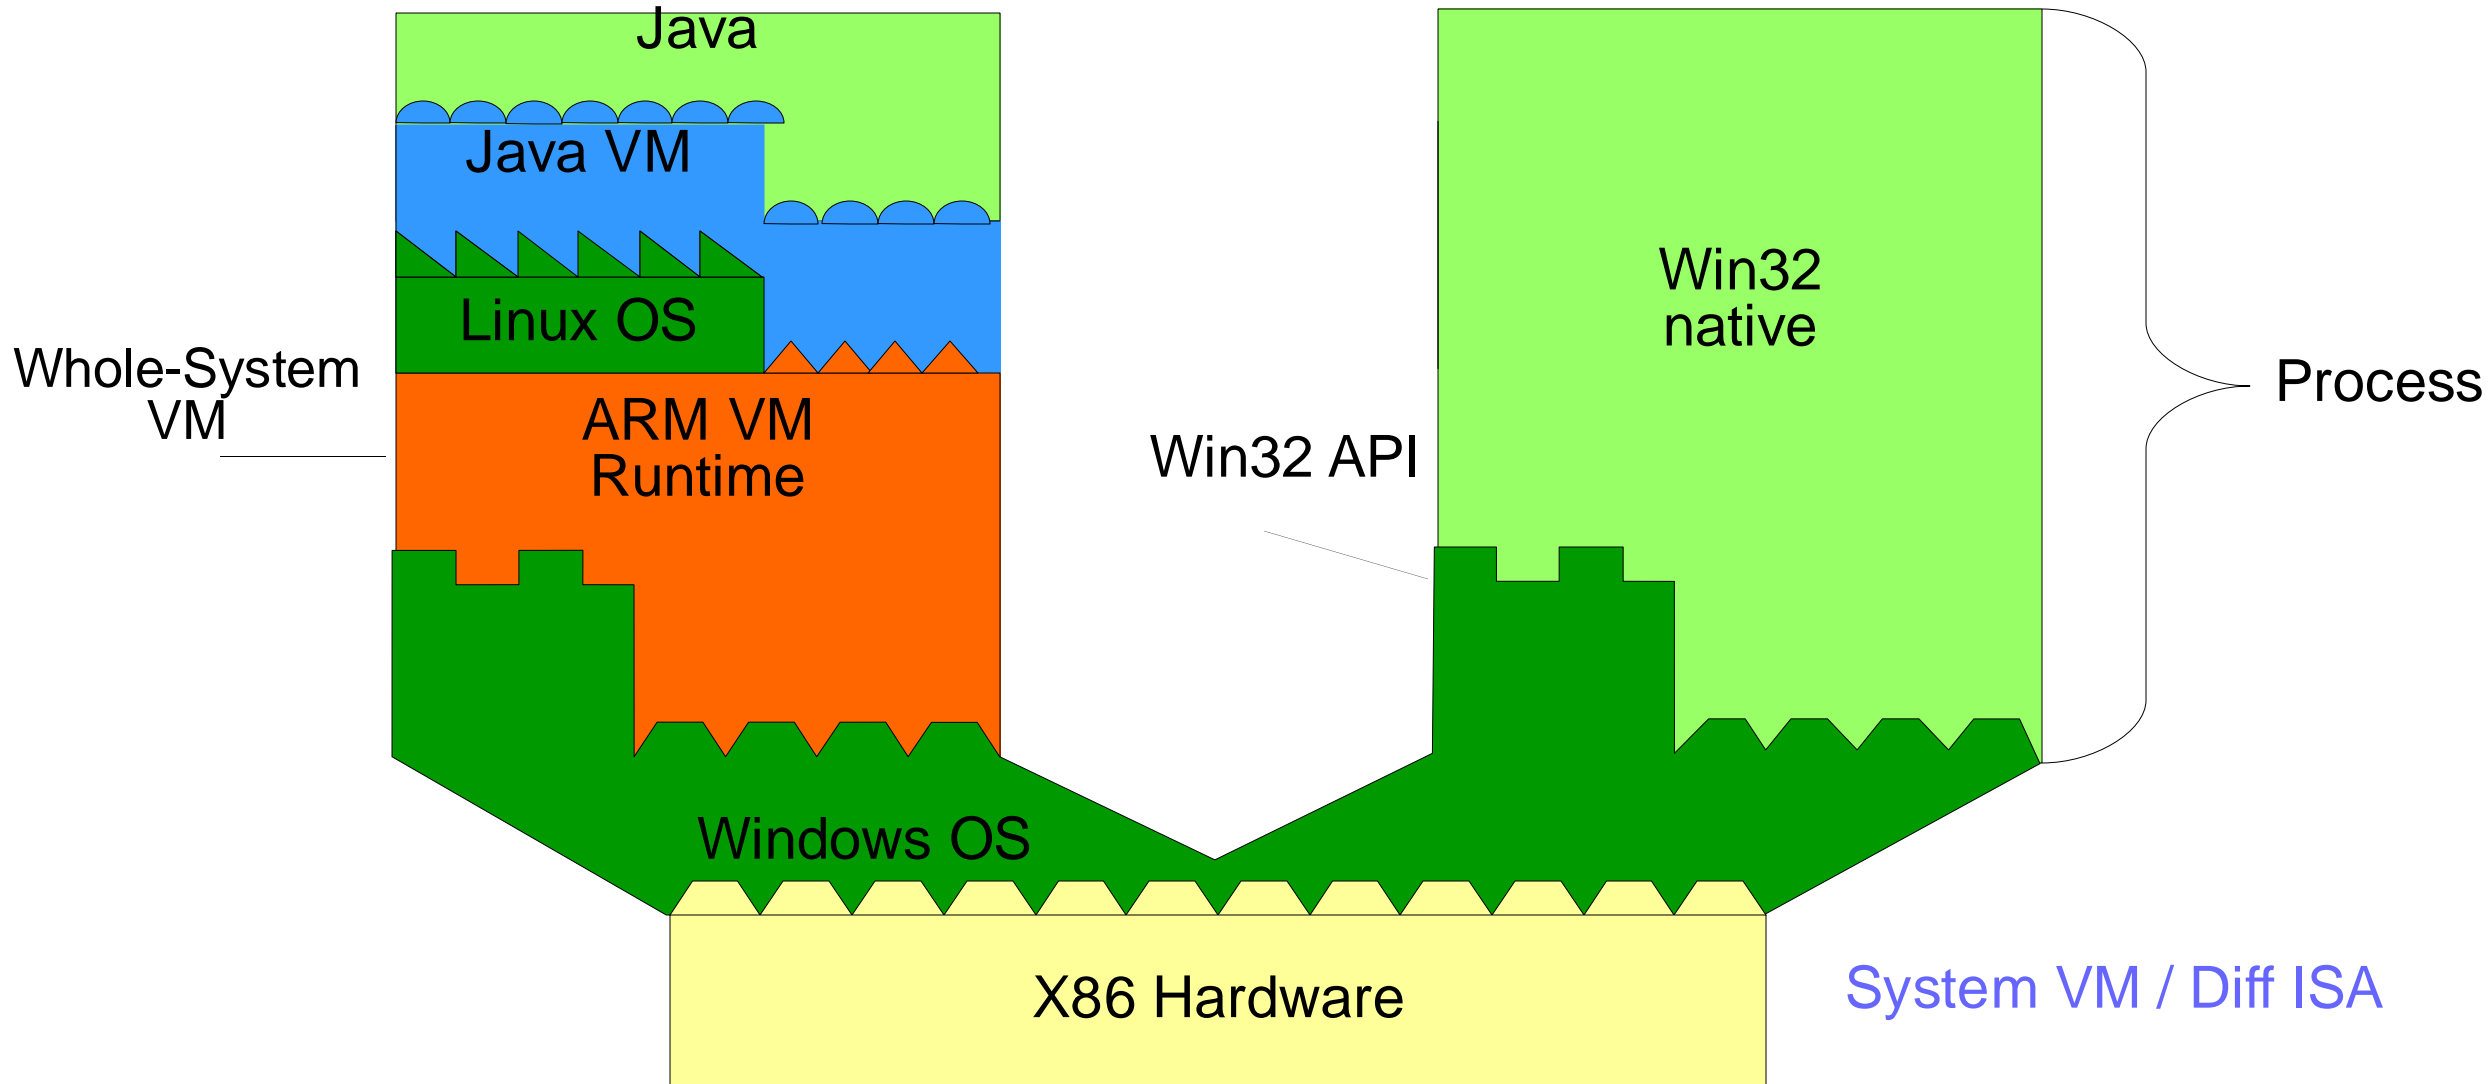 Java
Java VM
Linux OS
Whole-System
VM
ARM VM
Runtime
Win32 API
Win32
native
Process
Windows OS
X86 Hardware
System VM / Diff ISA